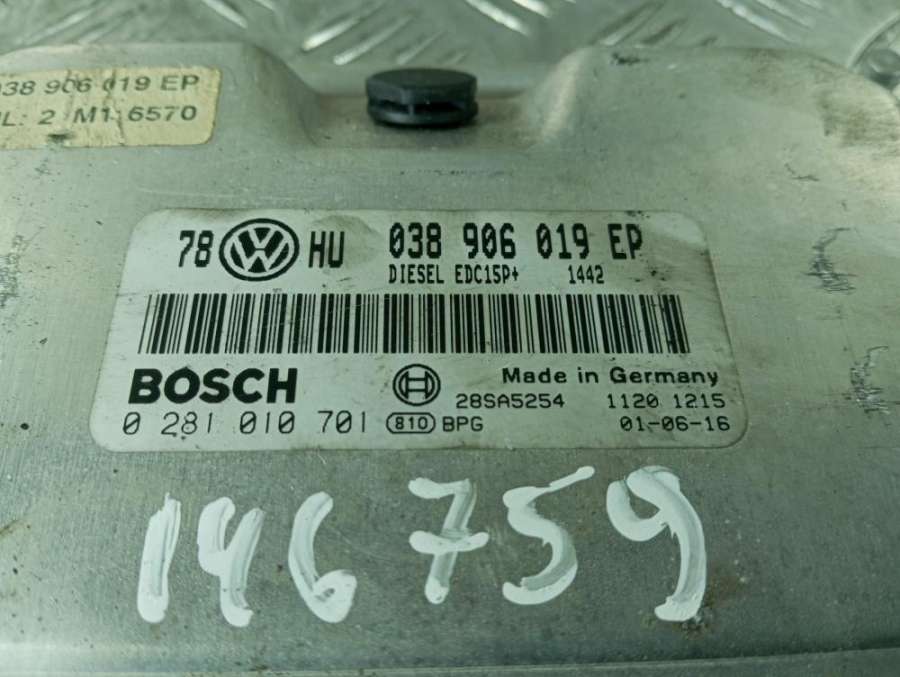 038 906 019 EP
L: 2 M1 6570
78 VW HU 038 906 019 EP
DIESEL EDC15P+ 1442
BOSCH Made in Germany
28SA5254 1120 1215
0 281 010 701 810 BPG 01-06-16
146759